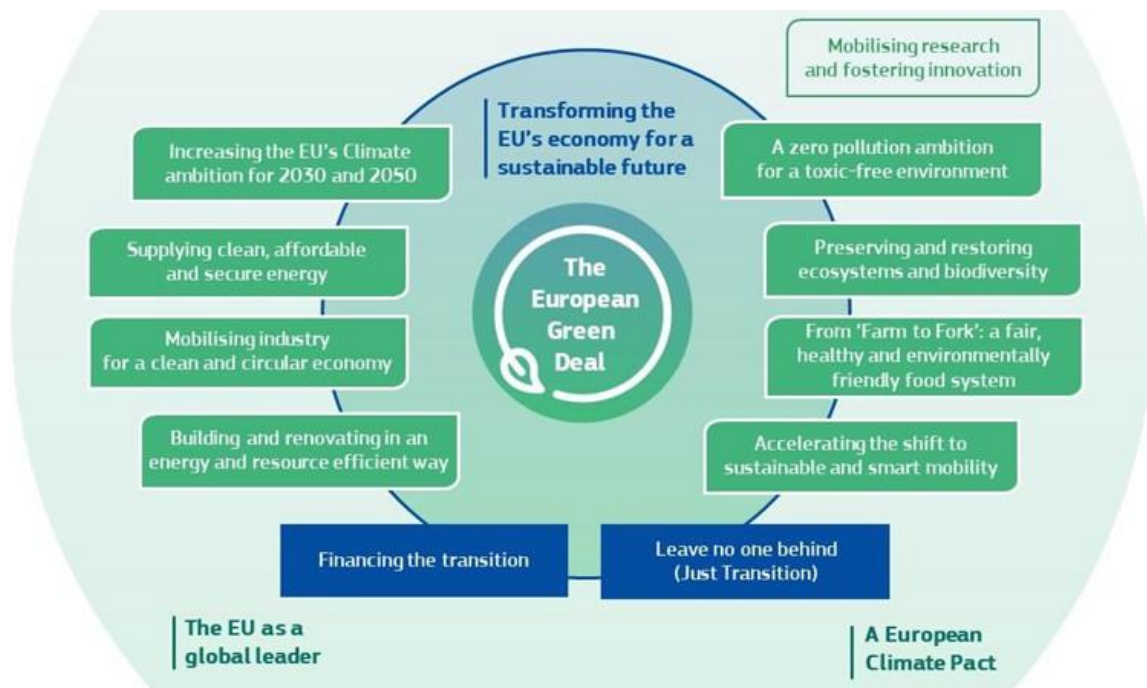 Mobilising research
and fostering innovation
Transforming the
EU's economy for a
sustainable future
Increasing the EU's Climate
ambition for 2030 and 2050
A zero pollution ambition
for a toxic-free environment
Supplying clean, affordable
and secure energy
Preserving and restoring
ecosystems and biodiversity
The
European
Green
Deal
Mobilising industry
for a clean and circular economy
From ‘Farm to Fork’: a fair,
healthy and environmentally
friendly food system
Building and renovating in an
energy and resource efficient way
Accelerating the shift to
sustainable and smart mobility
Financing the transition
Leave no one behind
(Just Transition)
The EU as a
global leader
A European
Climate Pact